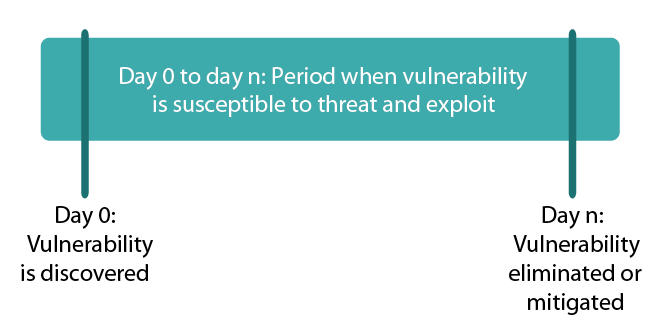 Day 0 to day n: Period when vulnerability
is susceptible to threat and exploit
Day 0:
Vulnerability
is discovered
Day n:
Vulnerability
eliminated or
mitigated